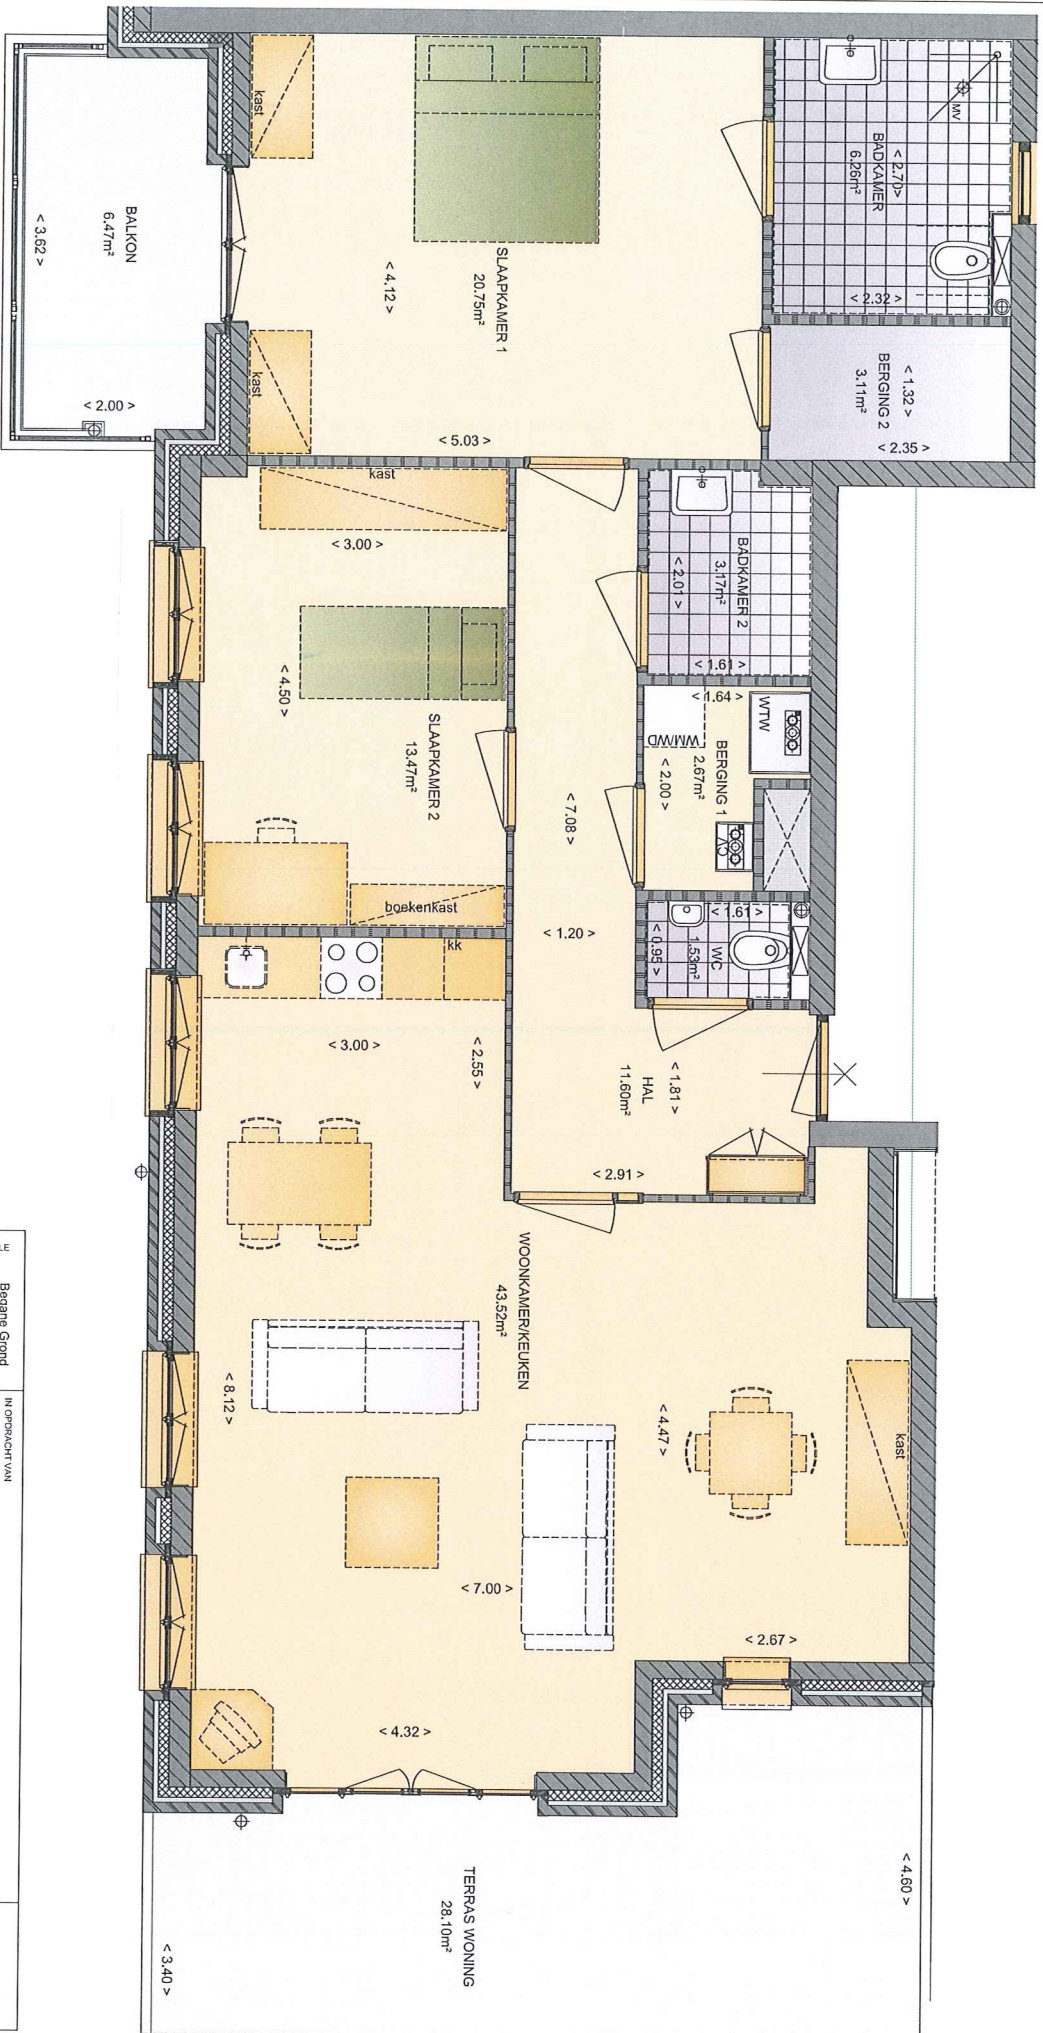 MV
< 2.70>
BADKAMER
6.26m²
< 2.32 >
< 1.32 >
BERGING 2
3.11m²
< 2.35 >
kast
SLAAPKAMER 1
20.75m²
< 4.12 >
kast
< 5.03 >
BALKON
6.47m²
< 3.62 >
< 2.00 >
kast
< 3.00 >
BADKAMER 2
3.17m²
< 2.01 >
< 1.61 >
< 4.50 >
SLAAPKAMER 2
13.47m²
boekenkast
< 1.64 >
WTW
WM/WD
BERGING 1
2.67m²
< 2.00 >
CV
< 7.08 >
< 1.20 >
< 1.61 >
WC
1.53m²
< 0.95 >
kk
< 3.00 >
< 2.55 >
< 1.81 >
HAL
11.60m²
< 2.91 >
WOONKAMER/KEUKEN
43.52m²
< 8.12 >
< 4.47 >
kast
< 7.00 >
< 2.67 >
< 4.32 >
TERRAS WONING
28.10m²
< 4.60 >
< 3.40 >
LE
Begane Grond
IN OPDRACHT VAN